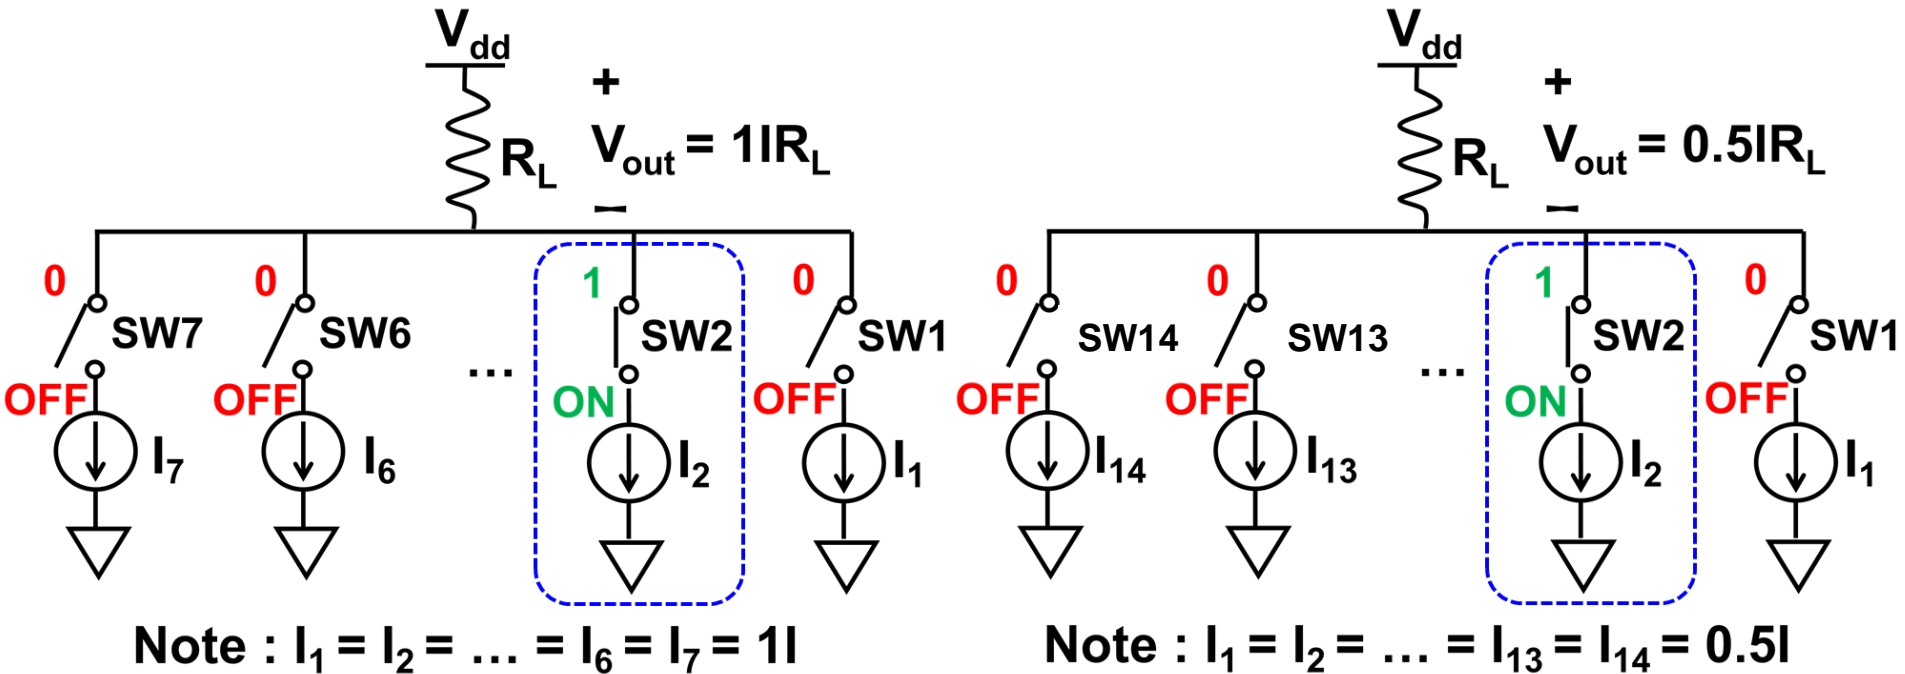 Vdd
+
RL
Vout = 1IRL
–
0 0 1 0
SW7 SW6 SW2 SW1
...
OFF OFF ON OFF
I7 I6 I2 I1
Note : I1 = I2 = ... = I6 = I7 = 1I
Vdd
+
RL
Vout = 0.5IRL
–
0 0 1 0
SW14 SW13 SW2 SW1
...
OFF OFF ON OFF
I14 I13 I2 I1
Note : I1 = I2 = ... = I13 = I14 = 0.5I